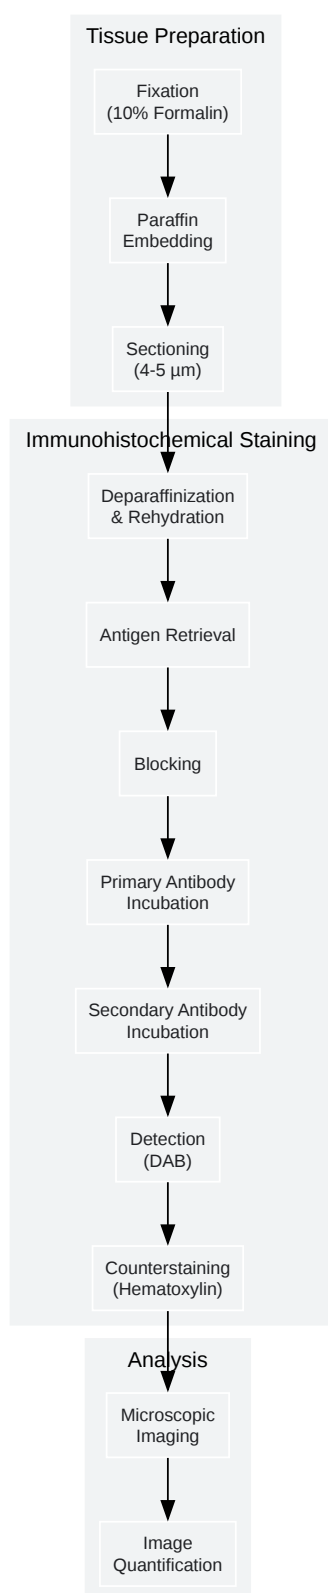 Tissue Preparation
Fixation
(10% Formalin)
Paraffin
Embedding
Sectioning
(4-5 µm)
Immunohistochemical Staining
Deparaffinization
& Rehydration
Antigen Retrieval
Blocking
Primary Antibody
Incubation
Secondary Antibody
Incubation
Detection
(DAB)
Counterstaining
(Hematoxylin)
Analysis
Microscopic
Imaging
Image
Quantification